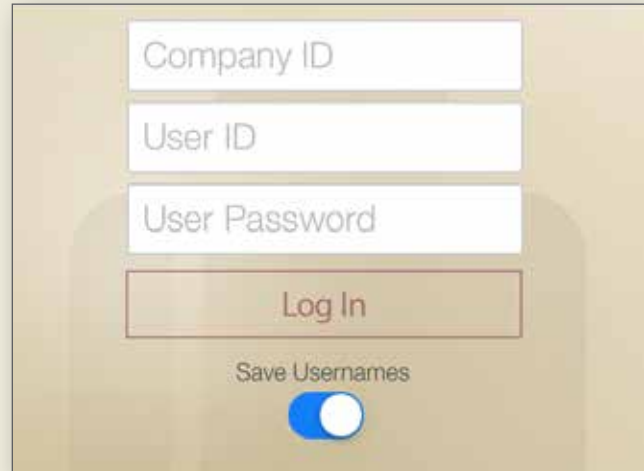 Company ID
User ID
User Password
Log In
Save Usernames